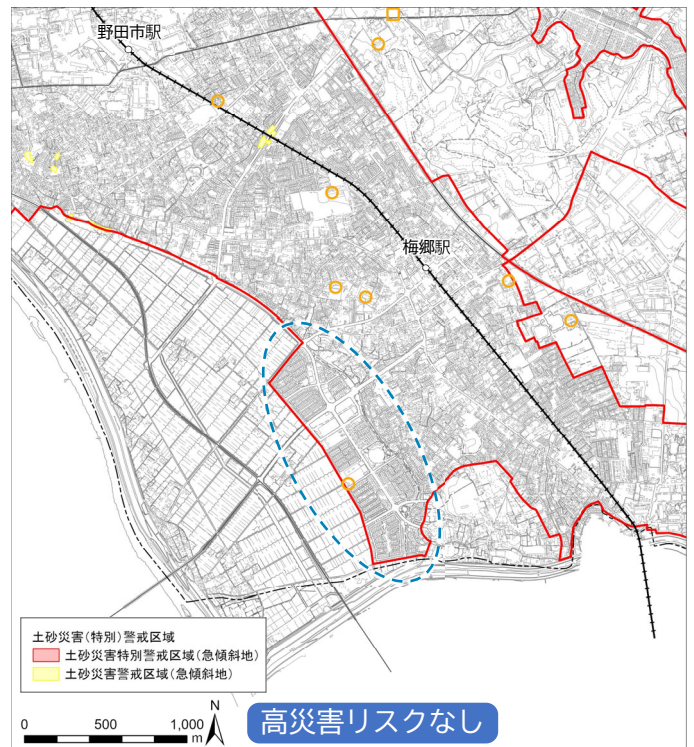 野田市駅
梅郷駅
土砂災害(特別)警戒区域
土砂災害特別警戒区域(急傾斜地)
土砂災害警戒区域(急傾斜地)
0 500 1,000
m
N
高災害リスクなし